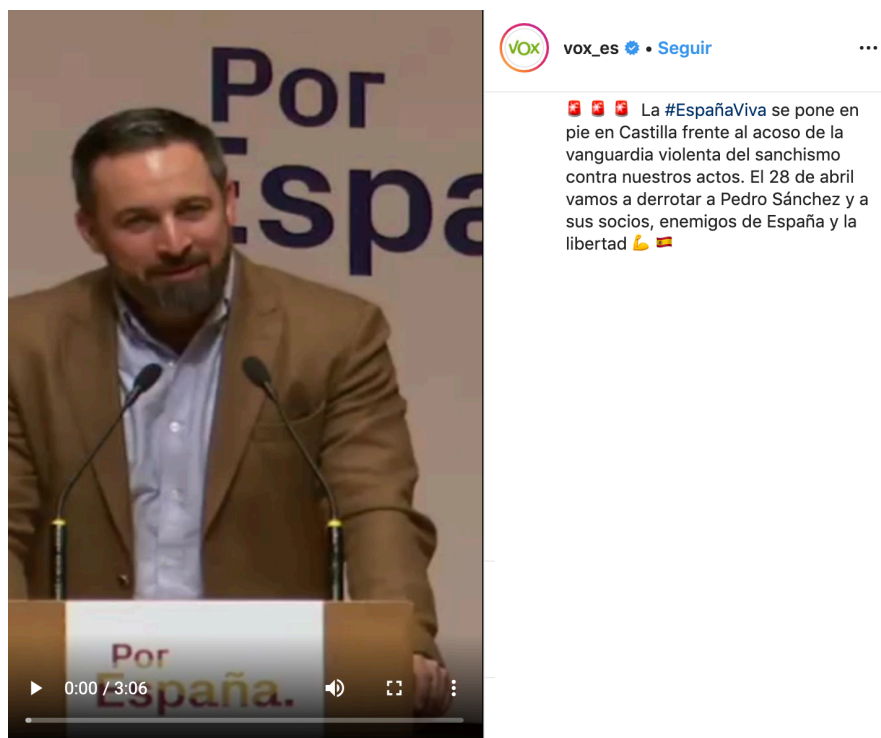 Por
Espa
Por
España.
0:00 / 3:06
VOX
vox_es • Seguir
La #EspañaViva se pone en
pie en Castilla frente al acoso de la
vanguardia violenta del sanchismo
contra nuestros actos. El 28 de abril
vamos a derrotar a Pedro Sánchez y a
sus socios, enemigos de España y la
libertad